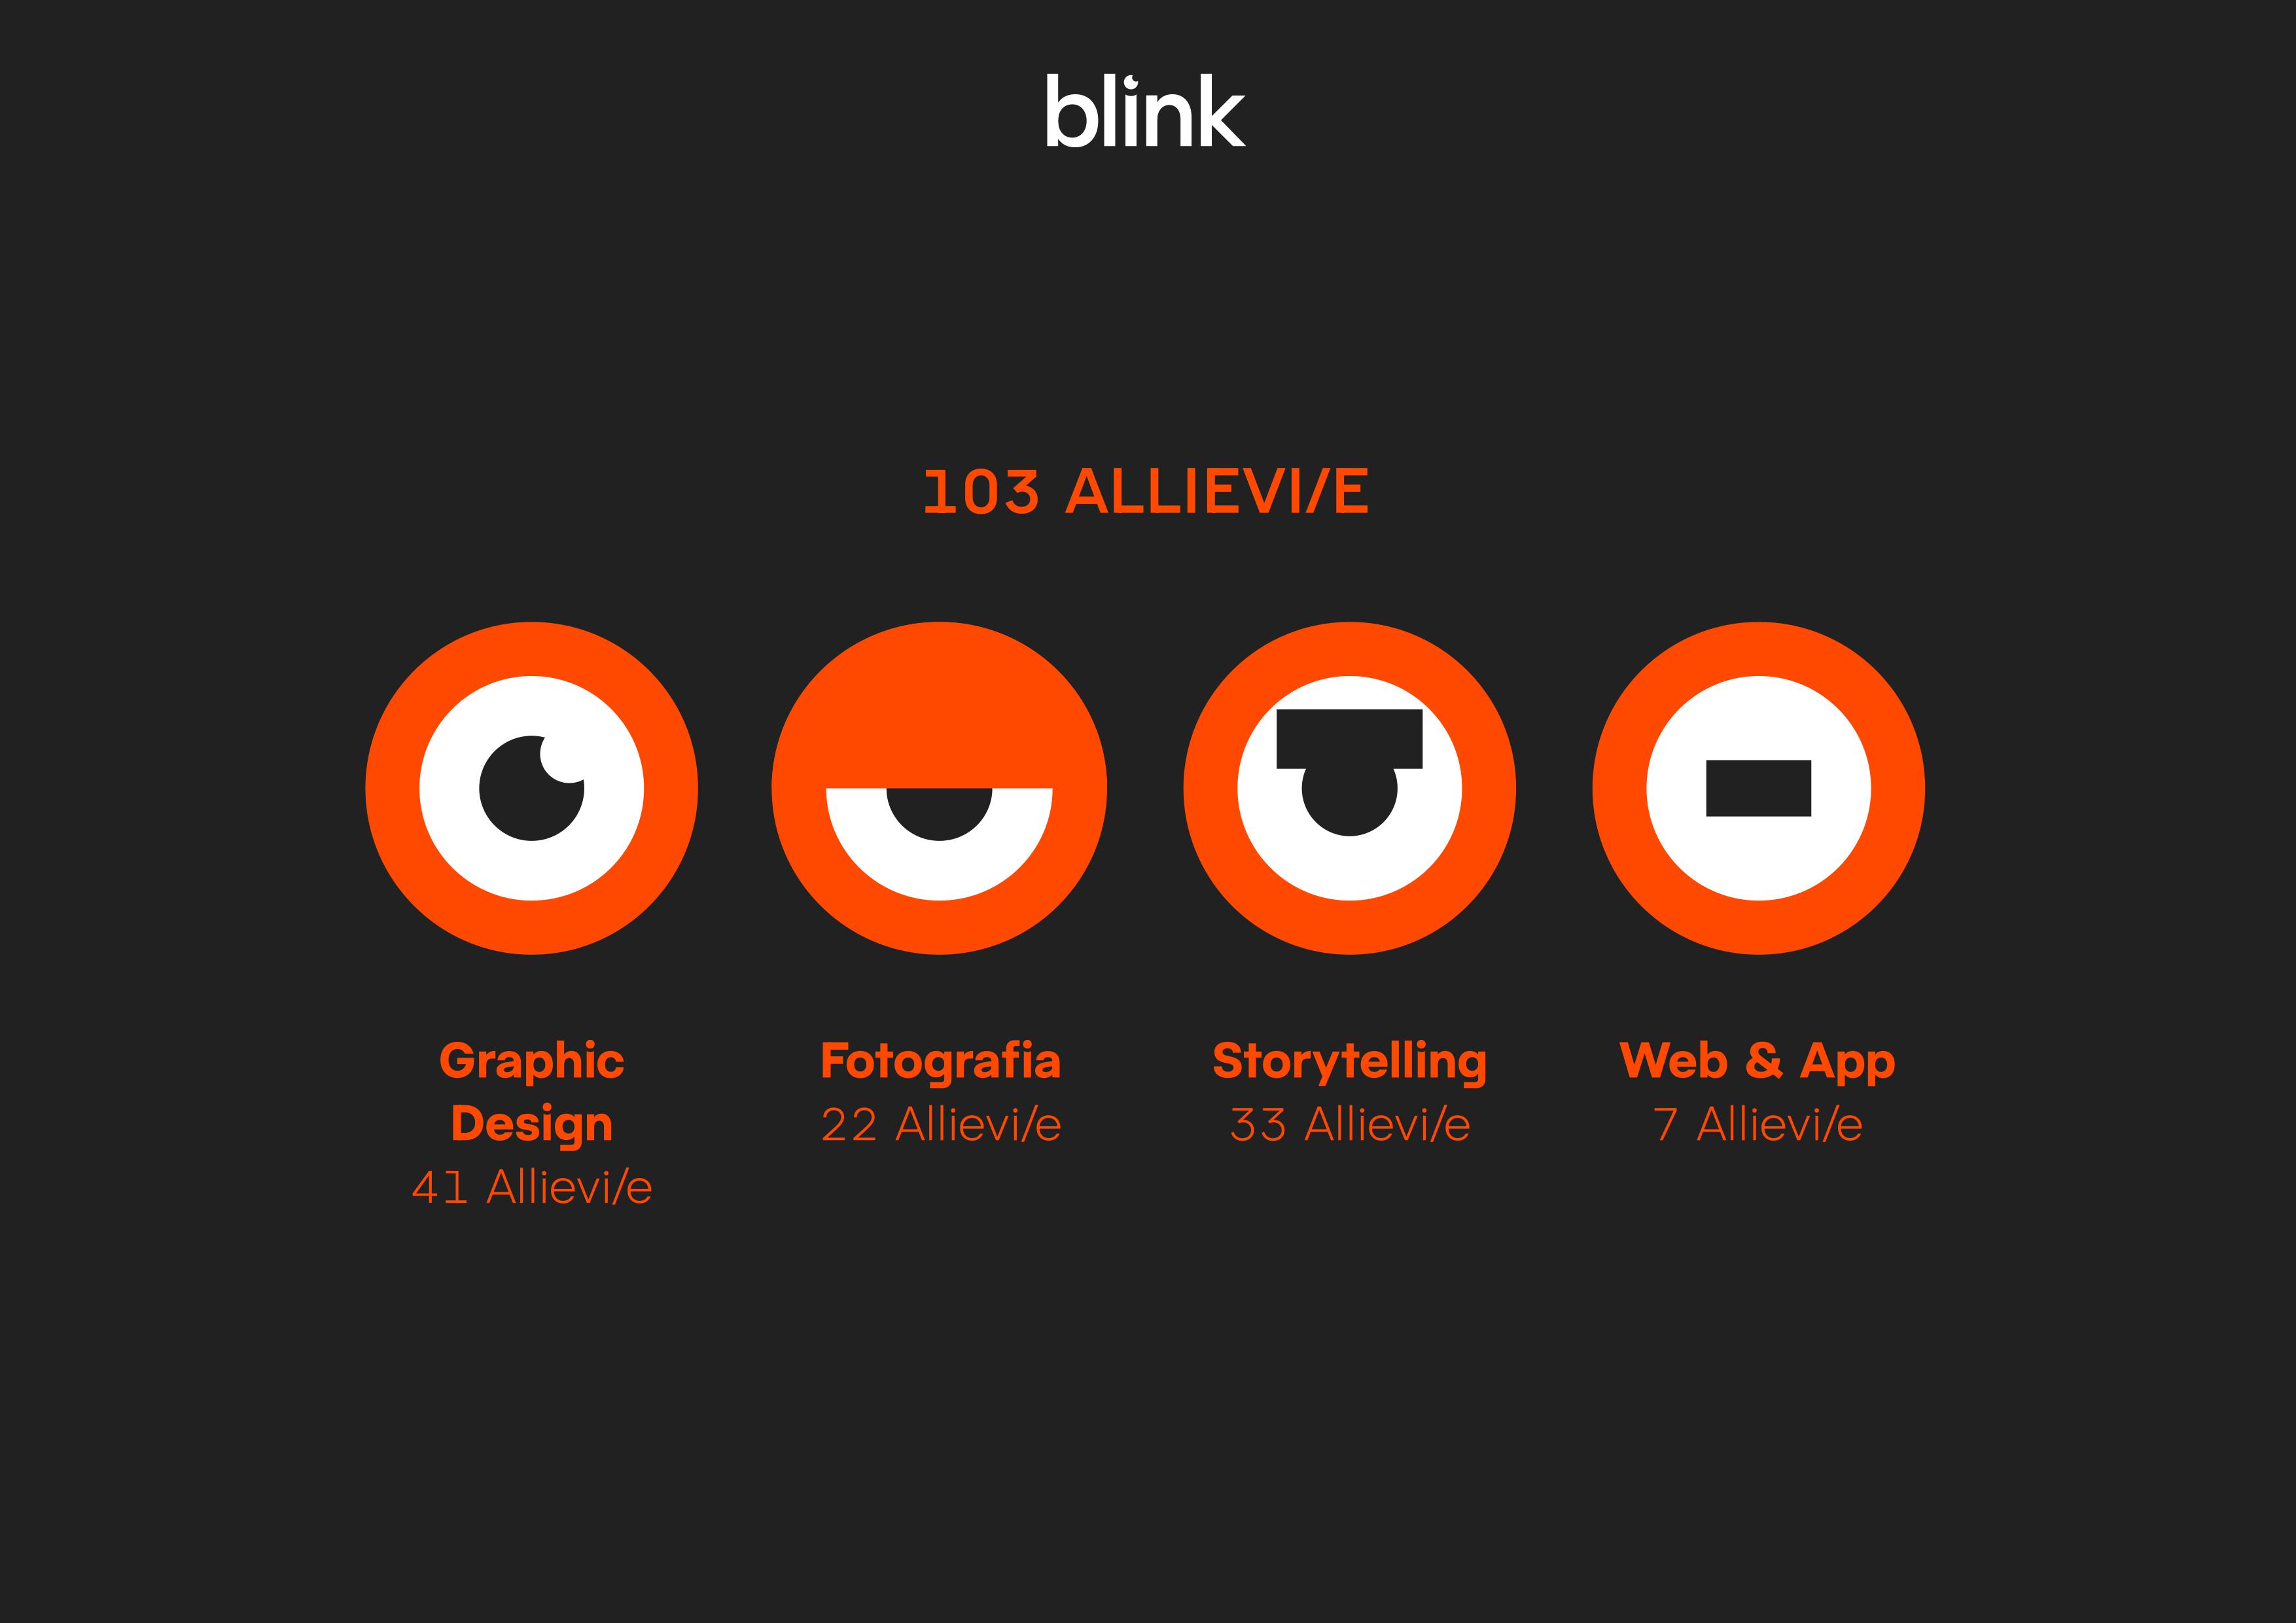 blink
103 ALLIEVI/E
Graphic
Design
41 Allievi/e
Fotografia
22 Allievi/e
Storytelling
33 Allievi/e
Web & App
7 Allievi/e